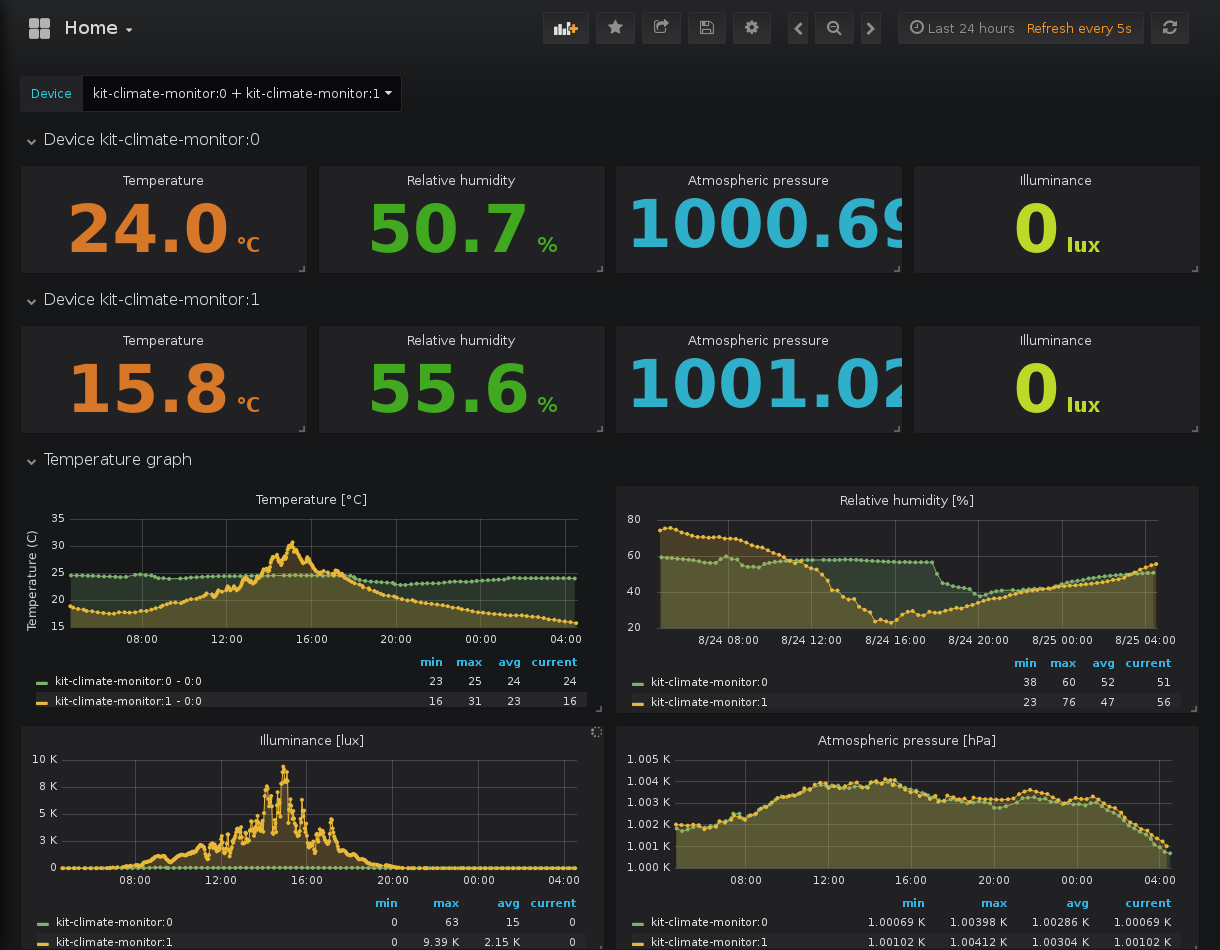 Home
Last 24 hours Refresh every 5s
Device kit-climate-monitor:0 + kit-climate-monitor:1
Device kit-climate-monitor:0
Temperature Relative humidity Atmospheric pressure Illuminance
24.0 °C 50.7 % 1000.69 0 lux
Device kit-climate-monitor:1
Temperature Relative humidity Atmospheric pressure Illuminance
15.8 °C 55.6 % 1001.02 0 lux
Temperature graph
Temperature [°C]
Temperature (C)
35
30
25
20
15
08:00 12:00 16:00 20:00 00:00 04:00
min max avg current
kit-climate-monitor:0 - 0:0 23 25 24 24
kit-climate-monitor:1 - 0:0 16 31 23 16
Relative humidity [%]
80
60
40
20
8/24 08:00 8/24 12:00 8/24 16:00 8/24 20:00 8/25 00:00 8/25 04:00
min max avg current
kit-climate-monitor:0 38 60 52 51
kit-climate-monitor:1 23 76 47 56
Illuminance [lux]
10 K
8 K
5 K
3 K
0
08:00 12:00 16:00 20:00 00:00 04:00
min max avg current
kit-climate-monitor:0 0 63 15 0
kit-climate-monitor:1 0 9.39 K 2.15 K 0
Atmospheric pressure [hPa]
1.005 K
1.004 K
1.003 K
1.002 K
1.001 K
1.000 K
08:00 12:00 16:00 20:00 00:00 04:00
min max avg current
kit-climate-monitor:0 1.00069 K 1.00398 K 1.00286 K 1.00069 K
kit-climate-monitor:1 1.00102 K 1.00412 K 1.00304 K 1.00102 K